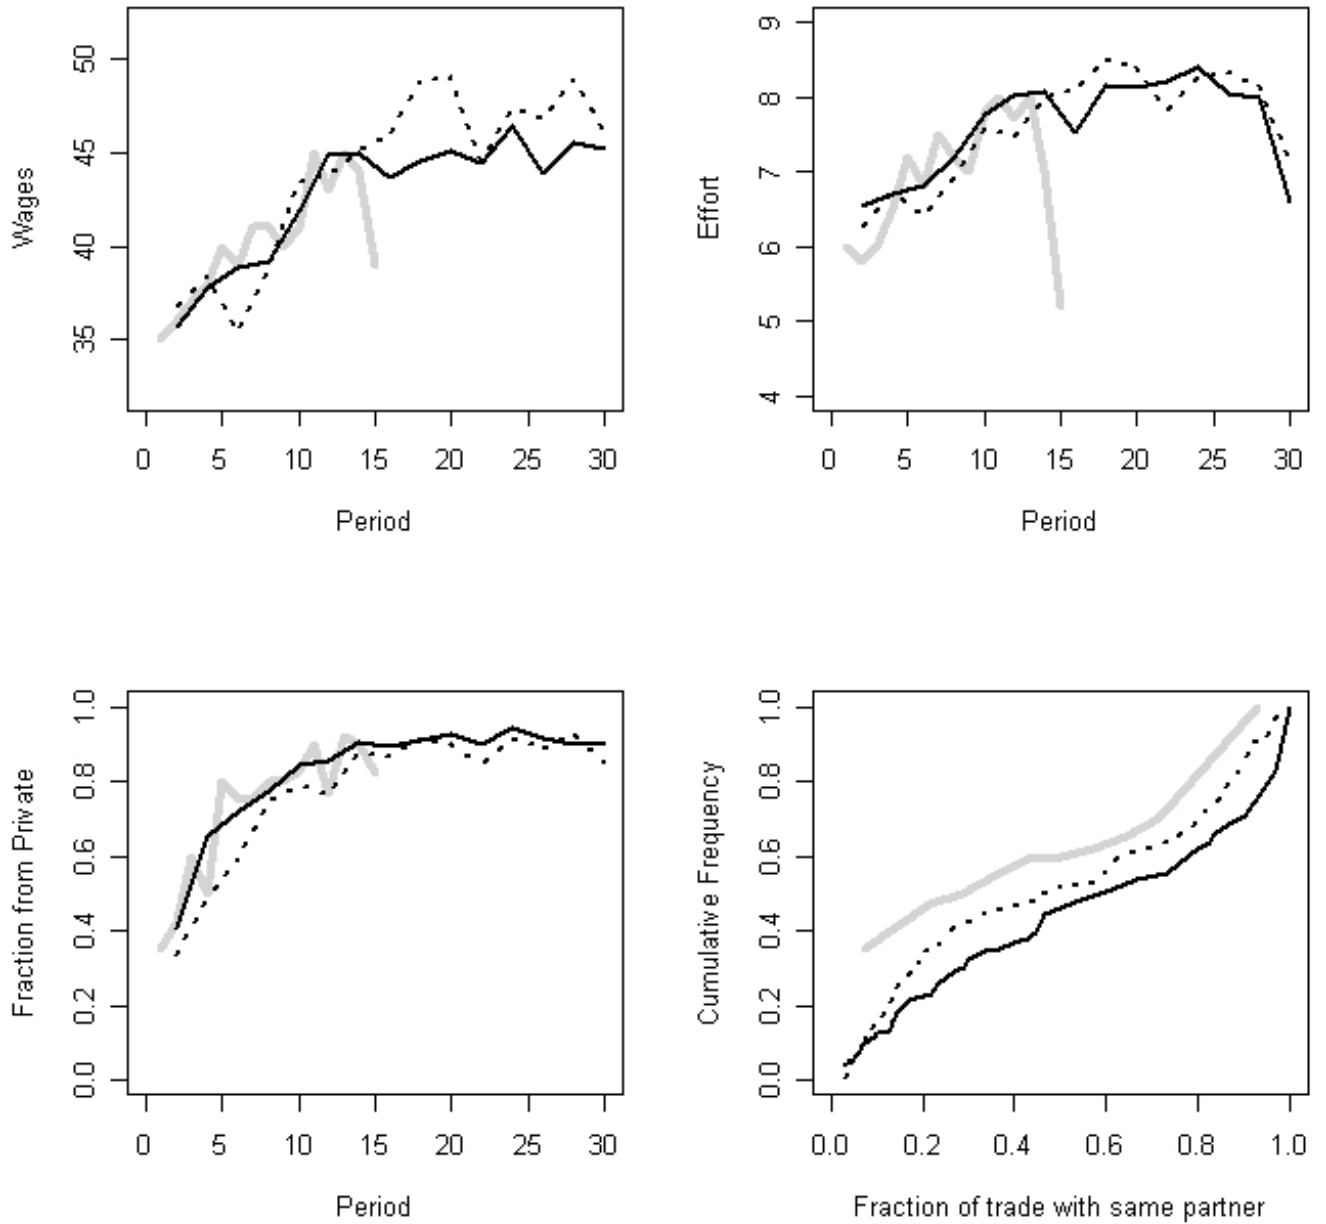 Wages
50
45
40
35
0 5 10 15 20 25 30
Period
Effort
9
8
7
6
5
4
0 5 10 15 20 25 30
Period
Fraction from Private
1.0
0.8
0.6
0.4
0.2
0.0
0 5 10 15 20 25 30
Period
Cumulative Frequency
1.0
0.8
0.6
0.4
0.2
0.0
0.0 0.2 0.4 0.6 0.8 1.0
Fraction of trade with same partner